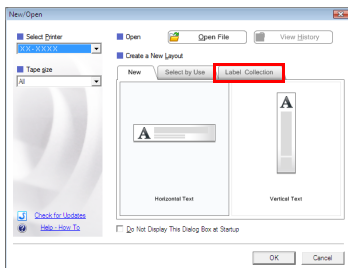 New/Open
Select Printer
XX-XXXX
Tape size
All
Check for Updates
Help - How To
Open
Open File
View History
Create a New Layout
New
Select by Use
Label Collection
A
Horizontal Text
A
Vertical Text
Do Not Display This Dialog Box at Startup
OK
Cancel